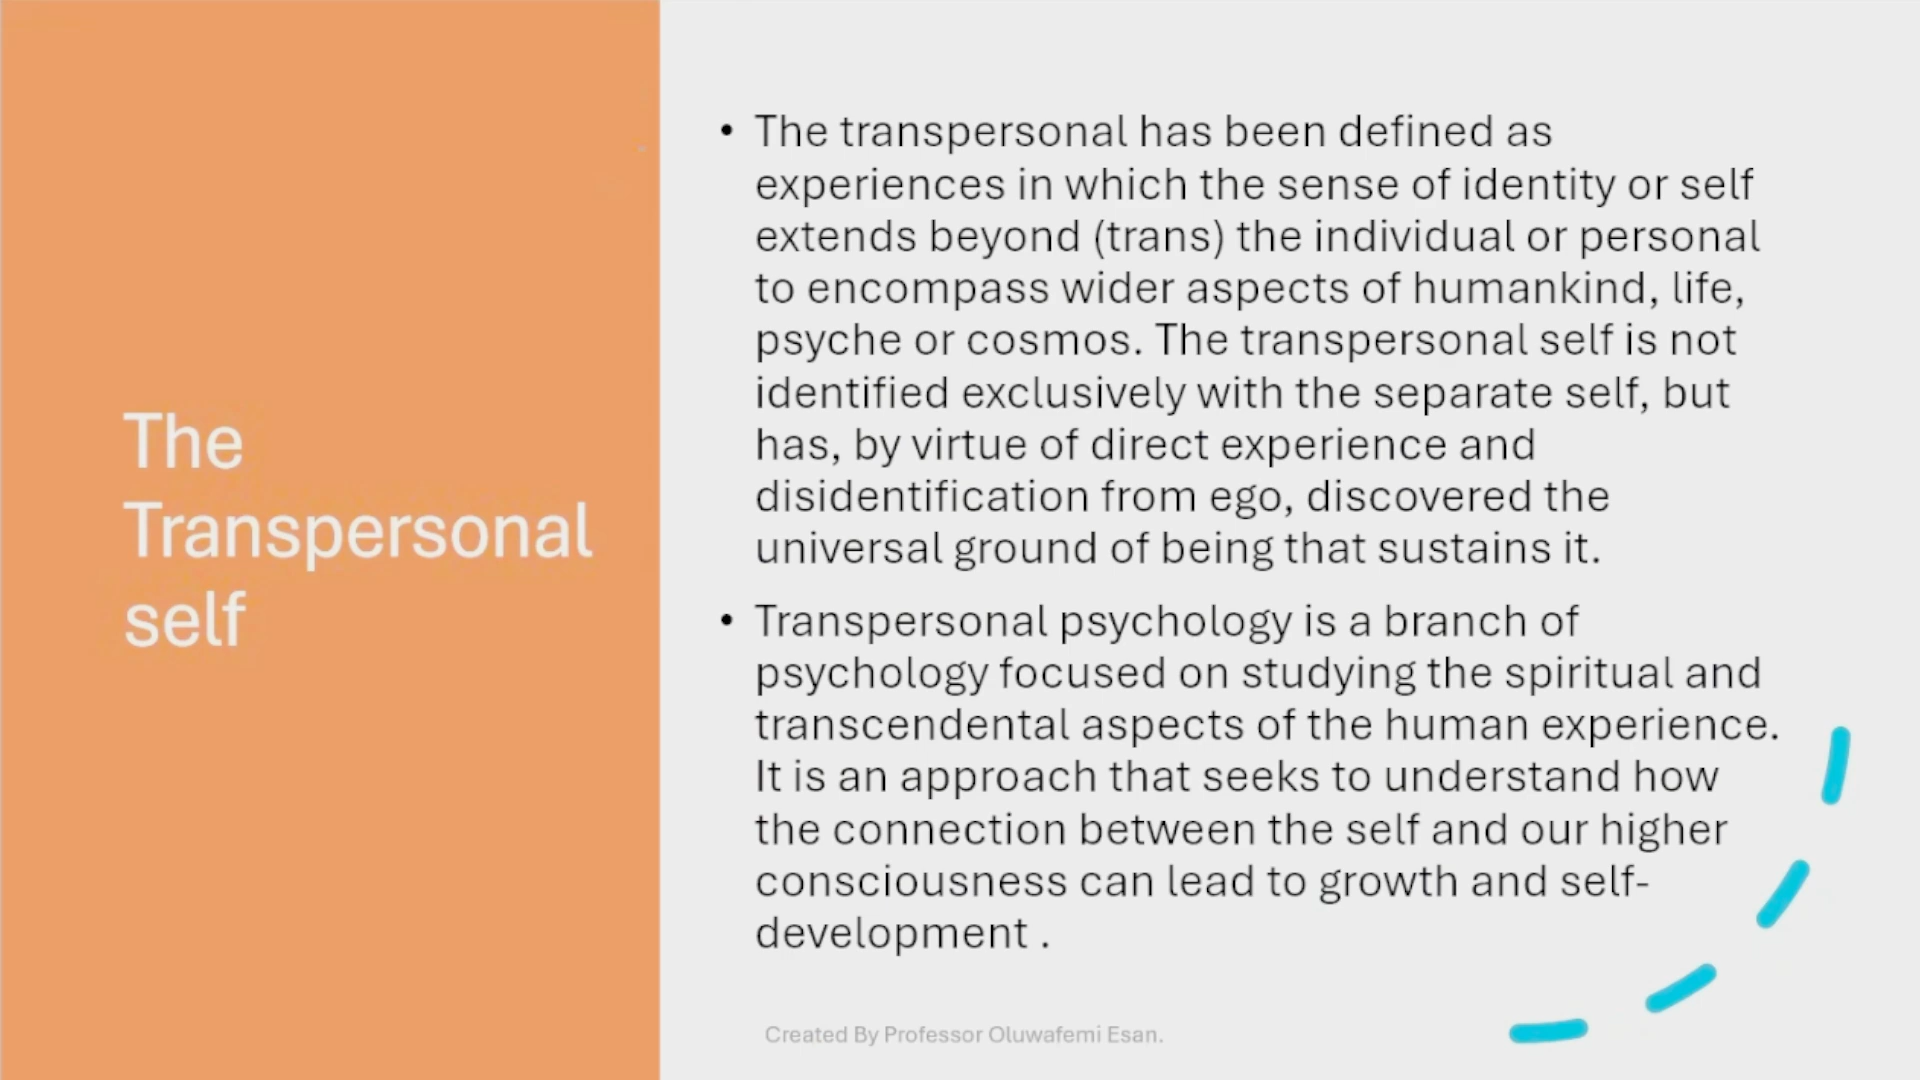 The
Transpersonal
self
• The transpersonal has been defined as
experiences in which the sense of identity or self
extends beyond (trans) the individual or personal
to encompass wider aspects of humankind, life,
psyche or cosmos. The transpersonal self is not
identified exclusively with the separate self, but
has, by virtue of direct experience and
disidentification from ego, discovered the
universal ground of being that sustains it.
• Transpersonal psychology is a branch of
psychology focused on studying the spiritual and
transcendental aspects of the human experience.
It is an approach that seeks to understand how
the connection between the self and our higher
consciousness can lead to growth and self-
development .
Created By Professor Oluwafemi Esan.